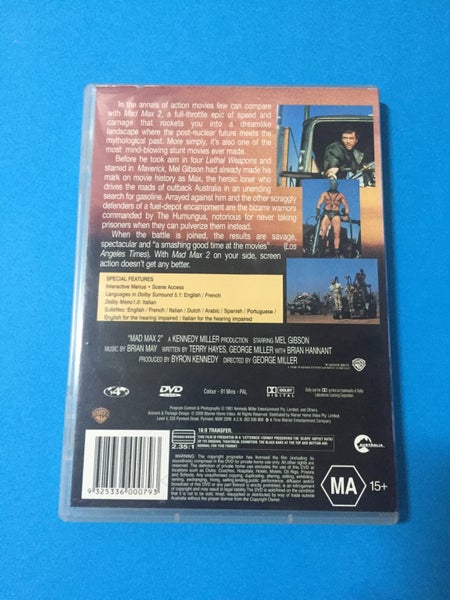 In the annals of action movies few can compare
with Mad Max 2, a full-throttle epic of speed and
carnage that rockets you into a dreamlike
landscape where the post-nuclear future meets the
mythological past. More simply, it's also one of the
most mind-blowing stunt movies ever made.
Before he took aim in four Lethal Weapons and
starred in Maverick, Mel Gibson had already made his
mark on movie history as Max, the heroic loner who
drives the roads of outback Australia in an unending
search for gasoline. Arrayed against him and the other scraggly
defenders of a fuel-depot encampment are the bizarre warriors
commanded by The Humungus, notorious for never taking
prisoners when they can pulverize them instead.
When the battle is joined, the results are savage,
spectacular and "a smashing good time at the movies" (Los
Angeles Times). With Mad Max 2 on your side, screen
action doesn't get any better.
SPECIAL FEATURES
Interactive Menus • Scene Access
Languages in Dolby Surround 5.1: English / French
Dolby Mono1.0: Italian
Subtitles: English / French / Italian / Dutch / Arabic / Spanish / Portuguese /
English for the hearing impaired / Italian for the hearing impaired
"MAD MAX 2" A KENNEDY MILLER PRODUCTION STARRING MEL GIBSON
MUSIC BY BRIAN MAY WRITTEN BY TERRY HAYES, GEORGE MILLER WITH BRIAN HANNANT
PRODUCED BY BYRON KENNEDY DIRECTED BY GEORGE MILLER
4
DVD
Colour - 91 Mins - PAL
DOLBY
DIGITAL
16:9 TRANSFER.
2.35:1
AUSTRALIA
MA 15+
9 325336 000793